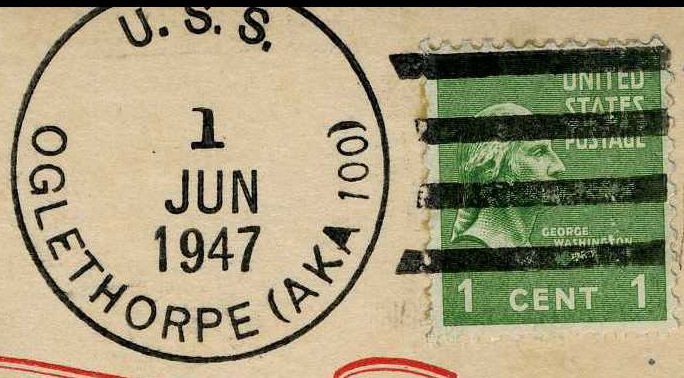 U.S.S.
OGLETHORPE (AKA 100)
1
JUN
1947
UNITED
STATES
POSTAGE
GEORGE
WASHINGTON
1 CENT 1